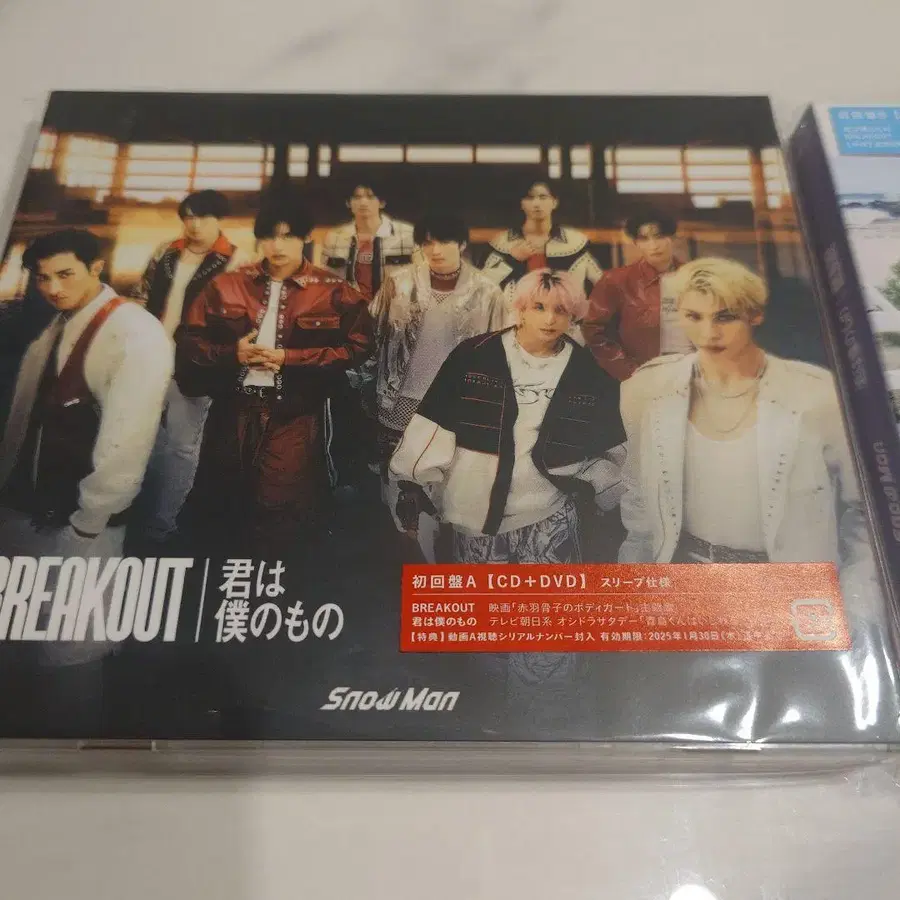 BREAKOUT
君は
僕のもの
初回盤A【CD+DVD】 スリーブ仕様
BREAKOUT 映画「赤羽骨子のボディガード」主題歌
君は僕のもの テレビ朝日系 オシドラサタデー
【特典】動画A視聴シリアルナンバー封入 有効期限:2025年1月
Snow Man
Snow Man